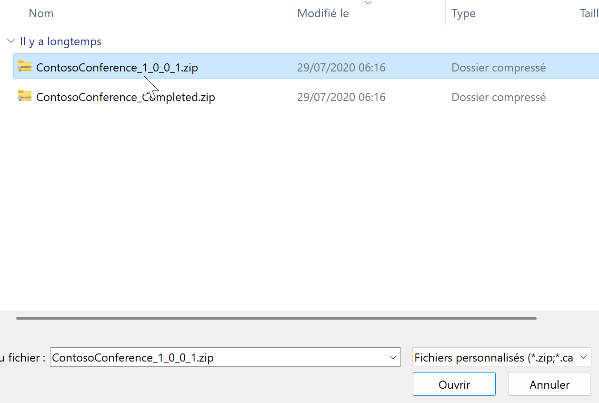 Nom Modifié le Type Taill
Il y a longtemps
ContosoConference_1_0_0_1.zip 29/07/2020 06:16 Dossier compressé
ContosoConference_Completed.zip 29/07/2020 06:16 Dossier compressé
u fichier : ContosoConference_1_0_0_1.zip Fichiers personnalisés (*.zip;*.ca
Ouvrir Annuler